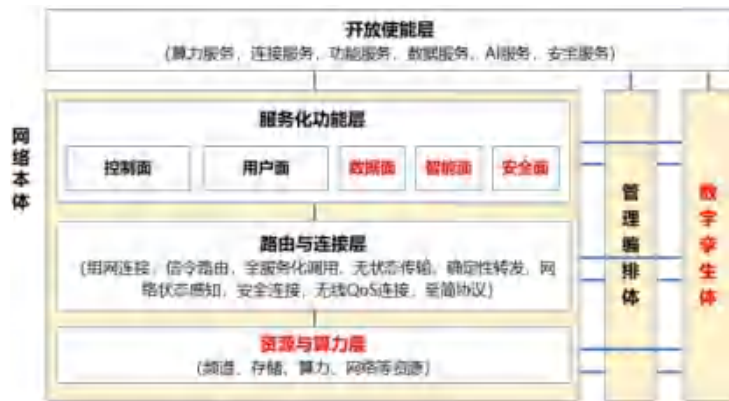 开放使能层
(算力服务、连接服务、功能服务、数据服务、AI服务、安全服务)
网络本体
服务化功能层
控制面
用户面
数据面
智能面
安全面
路由与连接层
(组网连接、信令路由、全服务化调用、无状态传输、确定性转发、网
络状态感知、安全连接、无线QoS连接、至简协议)
资源与算力层
(频谱、存储、算力、网络等资源)
管理编排体
数字孪生体